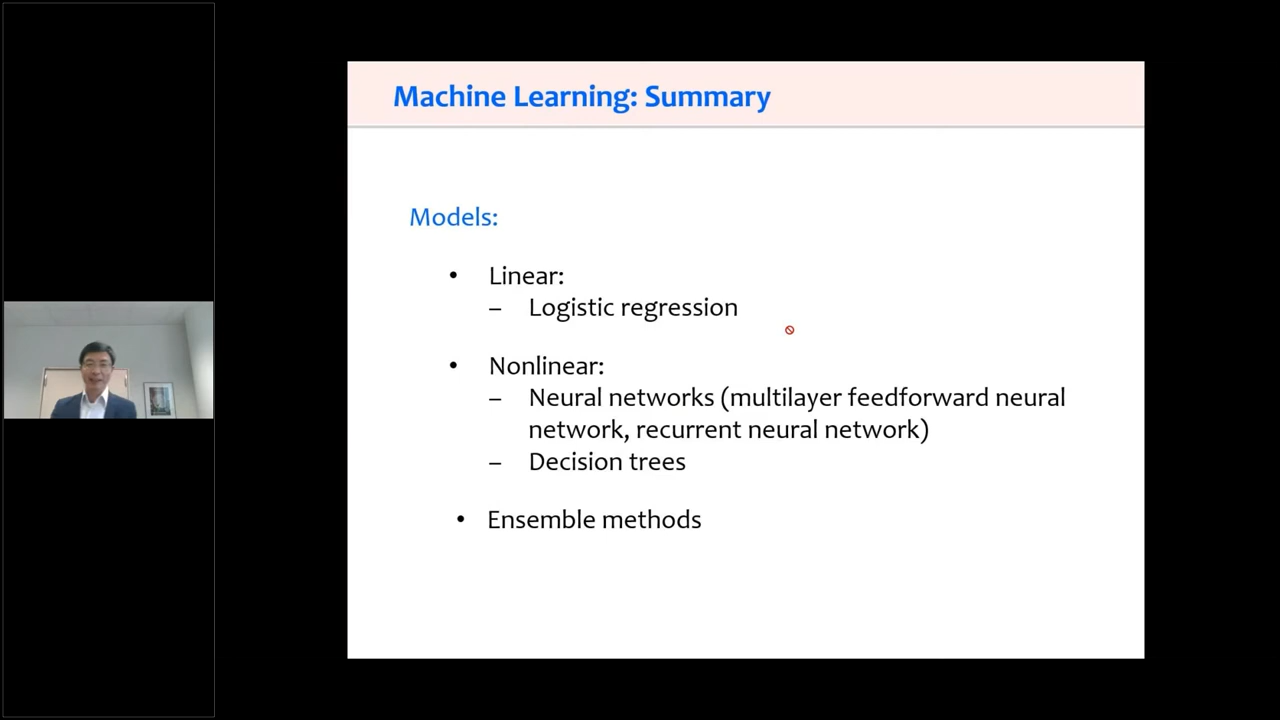 Machine Learning: Summary
Models:
• Linear:
– Logistic regression
• Nonlinear:
– Neural networks (multilayer feedforward neural
network, recurrent neural network)
– Decision trees
• Ensemble methods